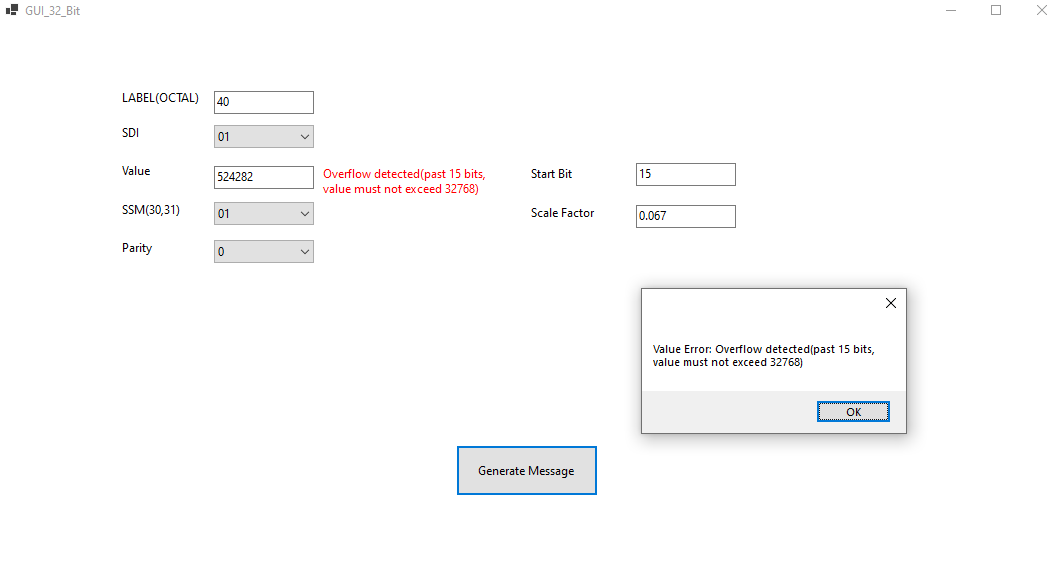 GUI_32_Bit
LABEL(OCTAL) 40
SDI 01
Value 524282 Overflow detected(past 15 bits,
value must not exceed 32768)
Start Bit 15
SSM(30,31) 01
Scale Factor 0.067
Parity 0
Value Error: Overflow detected(past 15 bits,
value must not exceed 32768)
OK
Generate Message